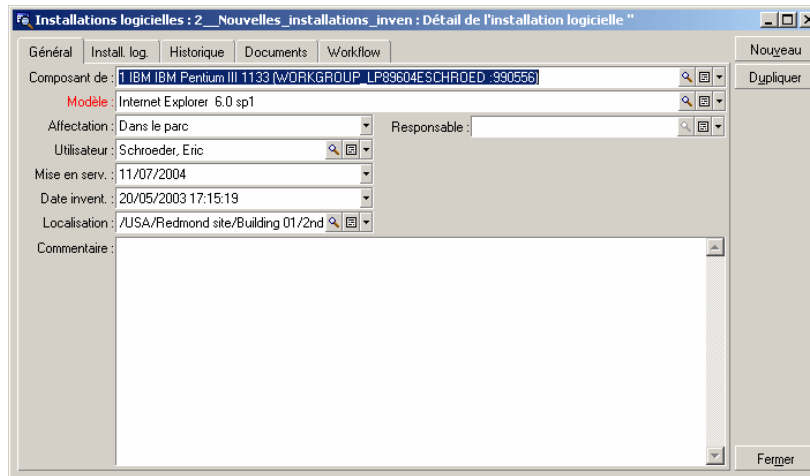 Installations logicielles : 2__Nouvelles_installations_inven : Détail de l'installation logicielle ''
Général Install. log. Historique Documents Workflow
Nouveau
Composant de : 1 IBM IBM Pentium III 1133 (WORKGROUP_LP89604ESCHROED :990556)
Dupliquer
Modèle : Internet Explorer 6.0 sp1
Affectation : Dans le parc Responsable :
Utilisateur : Schroeder, Eric
Mise en serv. : 11/07/2004
Date invent. : 20/05/2003 17:15:19
Localisation : /USA/Redmond site/Building 01/2nd
Commentaire :
Fermer